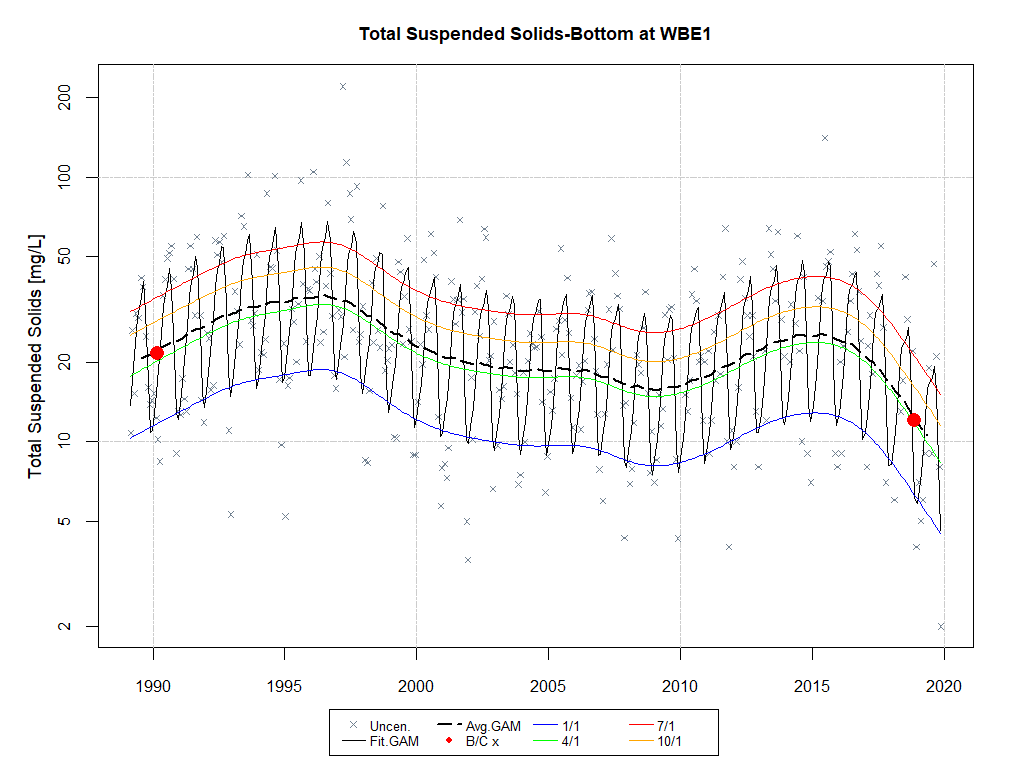 Total Suspended Solids-Bottom at WBE1
Total Suspended Solids [mg/L]
200
100
50
20
10
5
2
1990 1995 2000 2005 2010 2015 2020
Uncen. Avg.GAM 1/1 7/1
Fit.GAM B/C x 4/1 10/1